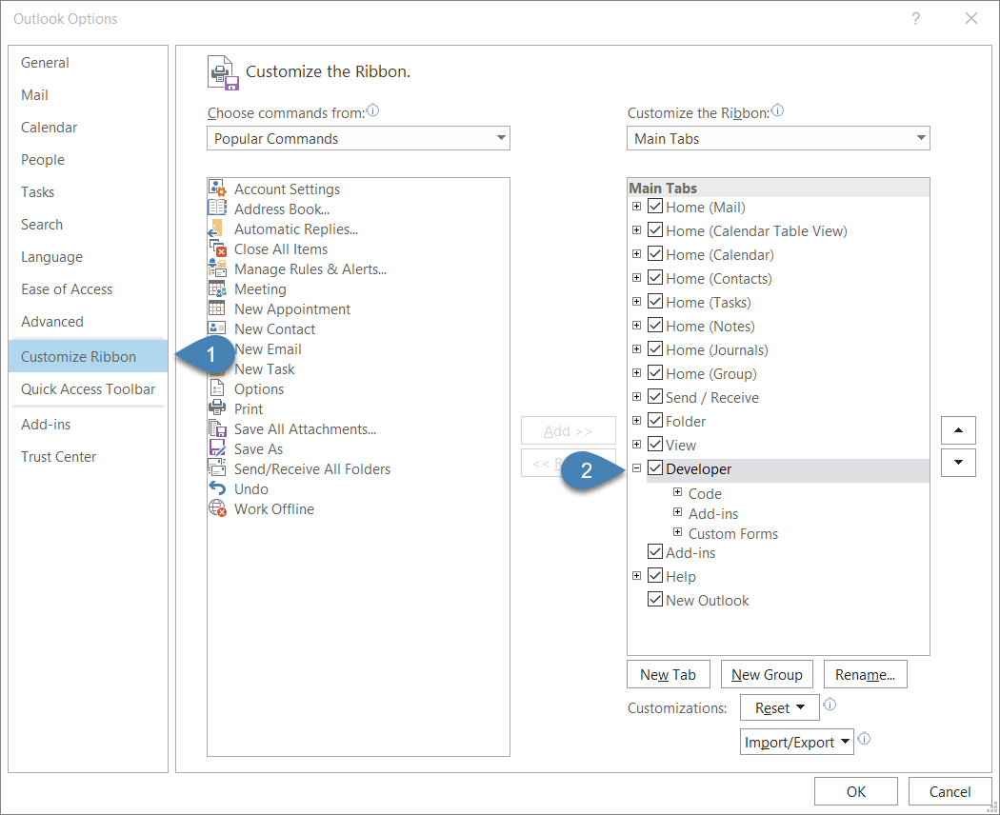 Outlook Options
?
General
Mail
Calendar
People
Tasks
Search
Language
Ease of Access
Advanced
Customize Ribbon
Quick Access Toolbar
Add-ins
Trust Center
1
Customize the Ribbon.
Choose commands from:
Popular Commands
Account Settings
Address Book...
Automatic Replies...
Close All Items
Manage Rules & Alerts...
Meeting
New Appointment
New Contact
New Email
New Task
Options
Print
Save All Attachments...
Save As
Send/Receive All Folders
Undo
Work Offline
Add >>
<< R
2
Customize the Ribbon:
Main Tabs
Main Tabs
Home (Mail)
Home (Calendar Table View)
Home (Calendar)
Home (Contacts)
Home (Tasks)
Home (Notes)
Home (Journals)
Home (Group)
Send / Receive
Folder
View
Developer
Code
Add-ins
Custom Forms
Add-ins
Help
New Outlook
New Tab
New Group
Rename...
Customizations:
Reset
Import/Export
OK
Cancel